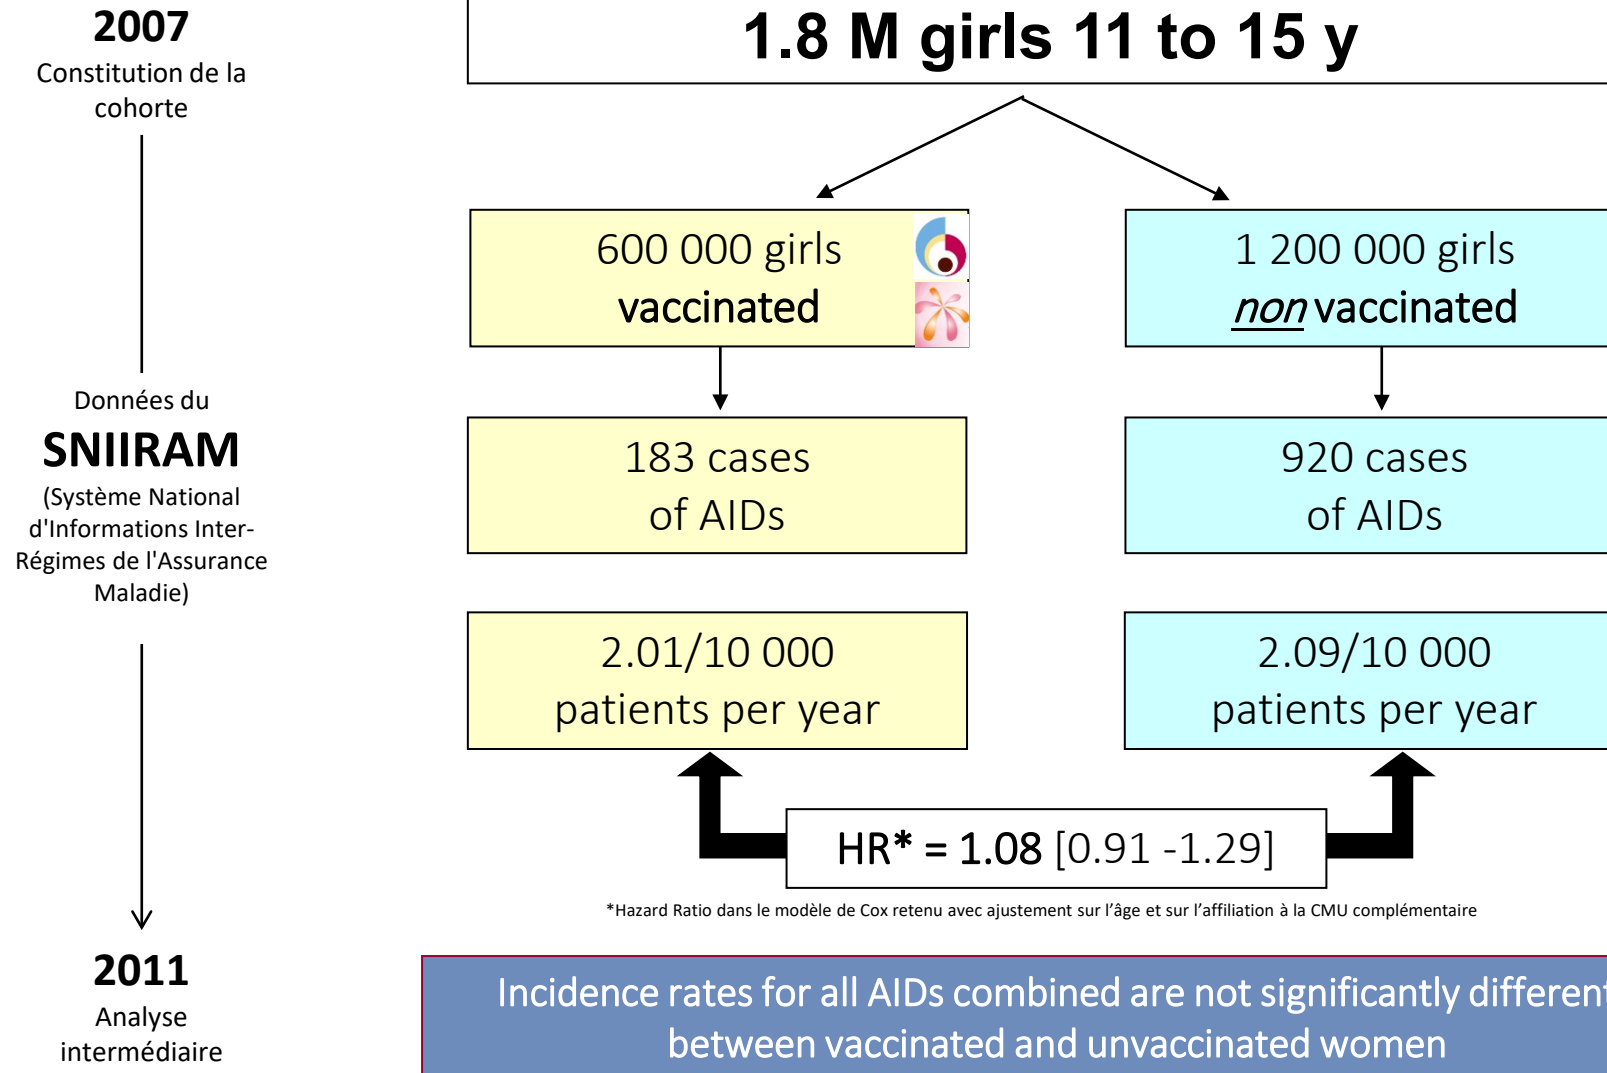 2007
Constitution de la
cohorte
Données du
SNIIRAM
(Système National
d'Informations Inter-
Régimes de l'Assurance
Maladie)
2011
Analyse
intermédiaire
1.8 M girls 11 to 15 y
600 000 girls
vaccinated
1 200 000 girls
non vaccinated
183 cases
of AIDs
920 cases
of AIDs
2.01/10 000
patients per year
2.09/10 000
patients per year
HR* = 1.08 [0.91 -1.29]
*Hazard Ratio dans le modèle de Cox retenu avec ajustement sur l’âge et sur l’affiliation à la CMU complémentaire
Incidence rates for all AIDs combined are not significantly different
between vaccinated and unvaccinated women